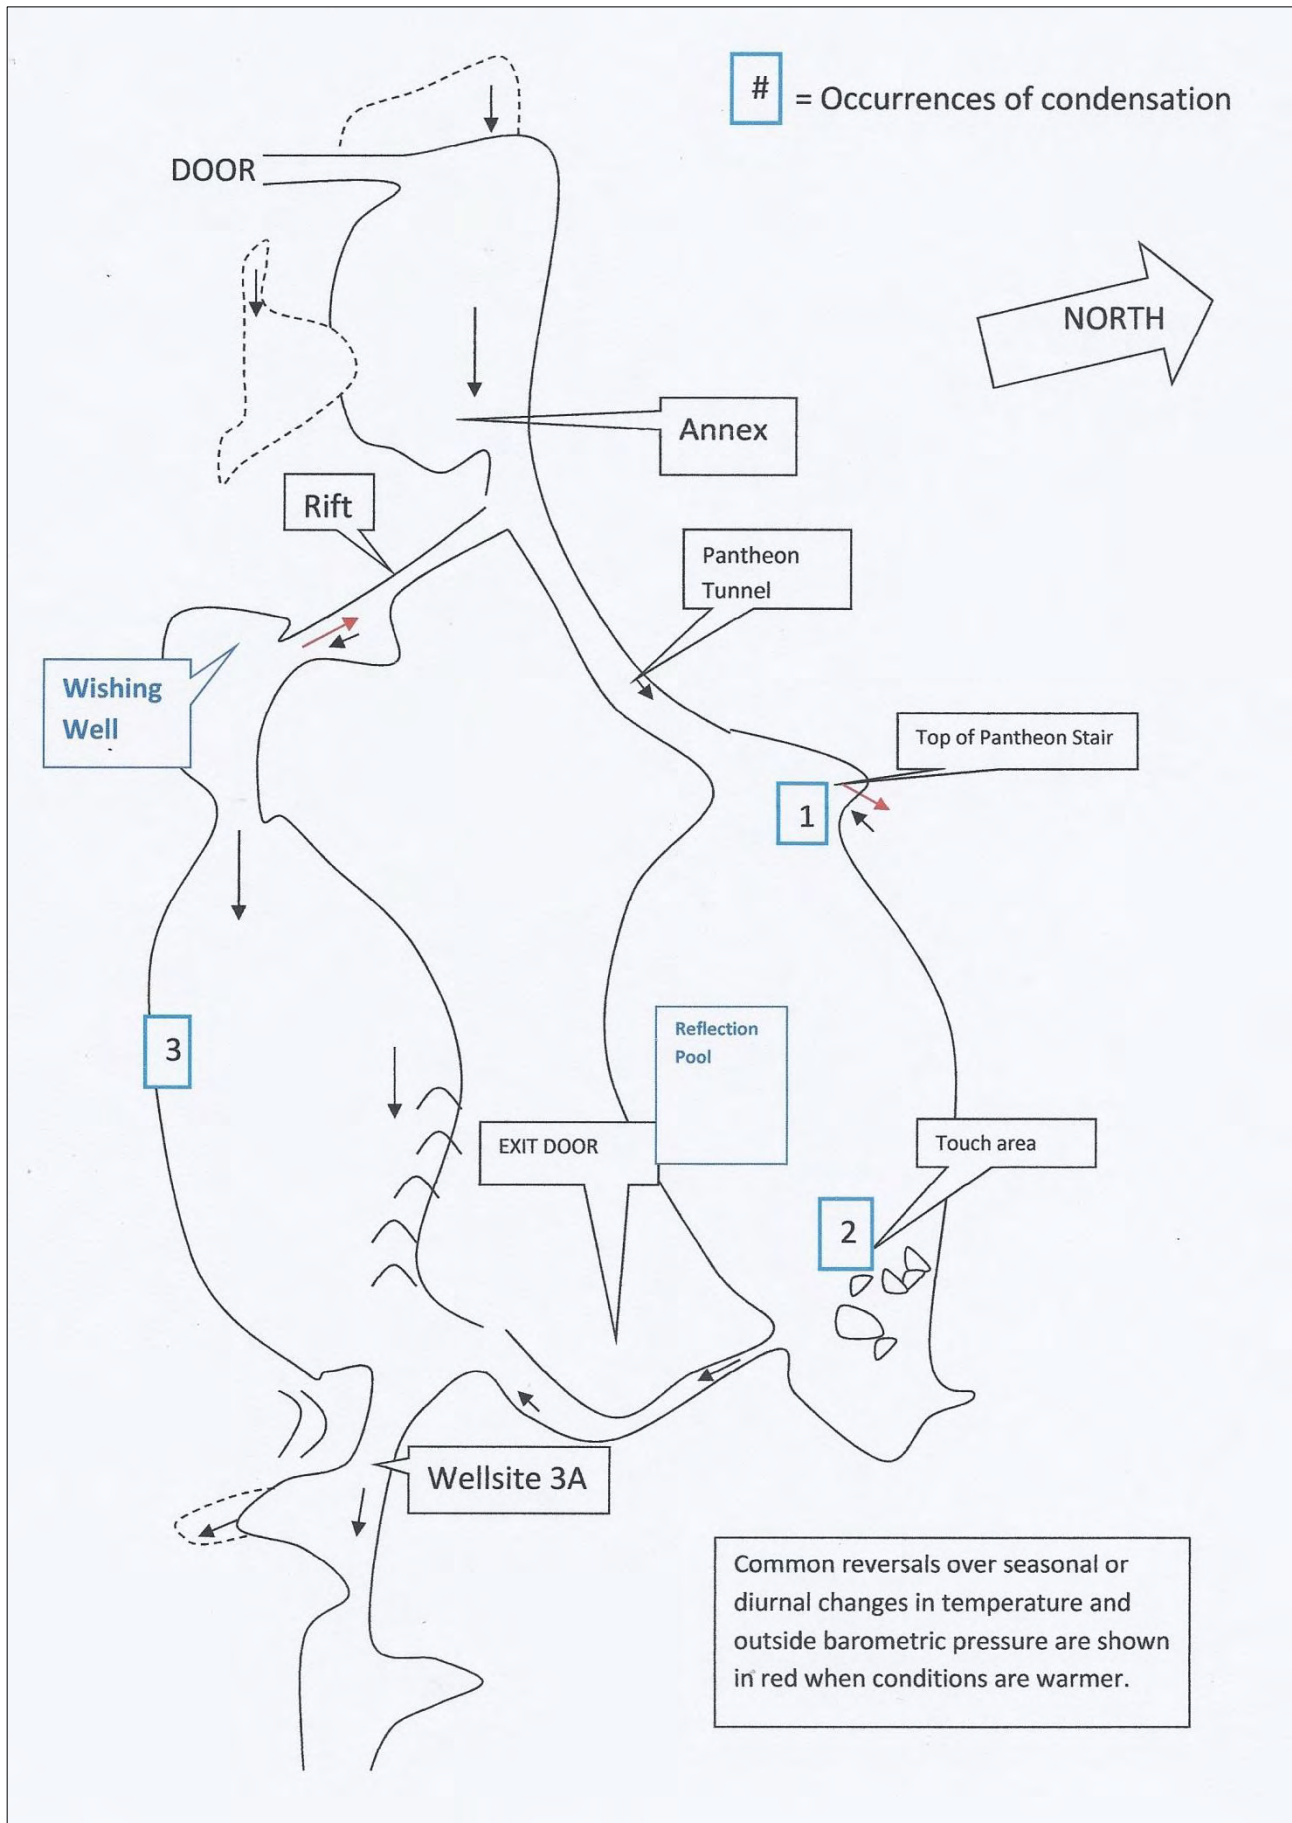 #
= Occurrences of condensation
DOOR
NORTH
Annex
Rift
Pantheon
Tunnel
Wishing
Well
Top of Pantheon Stair
1
Reflection
Pool
3
EXIT DOOR
Touch area
2
Wellsite 3A
Common reversals over seasonal or
diurnal changes in temperature and
outside barometric pressure are shown
in red when conditions are warmer.